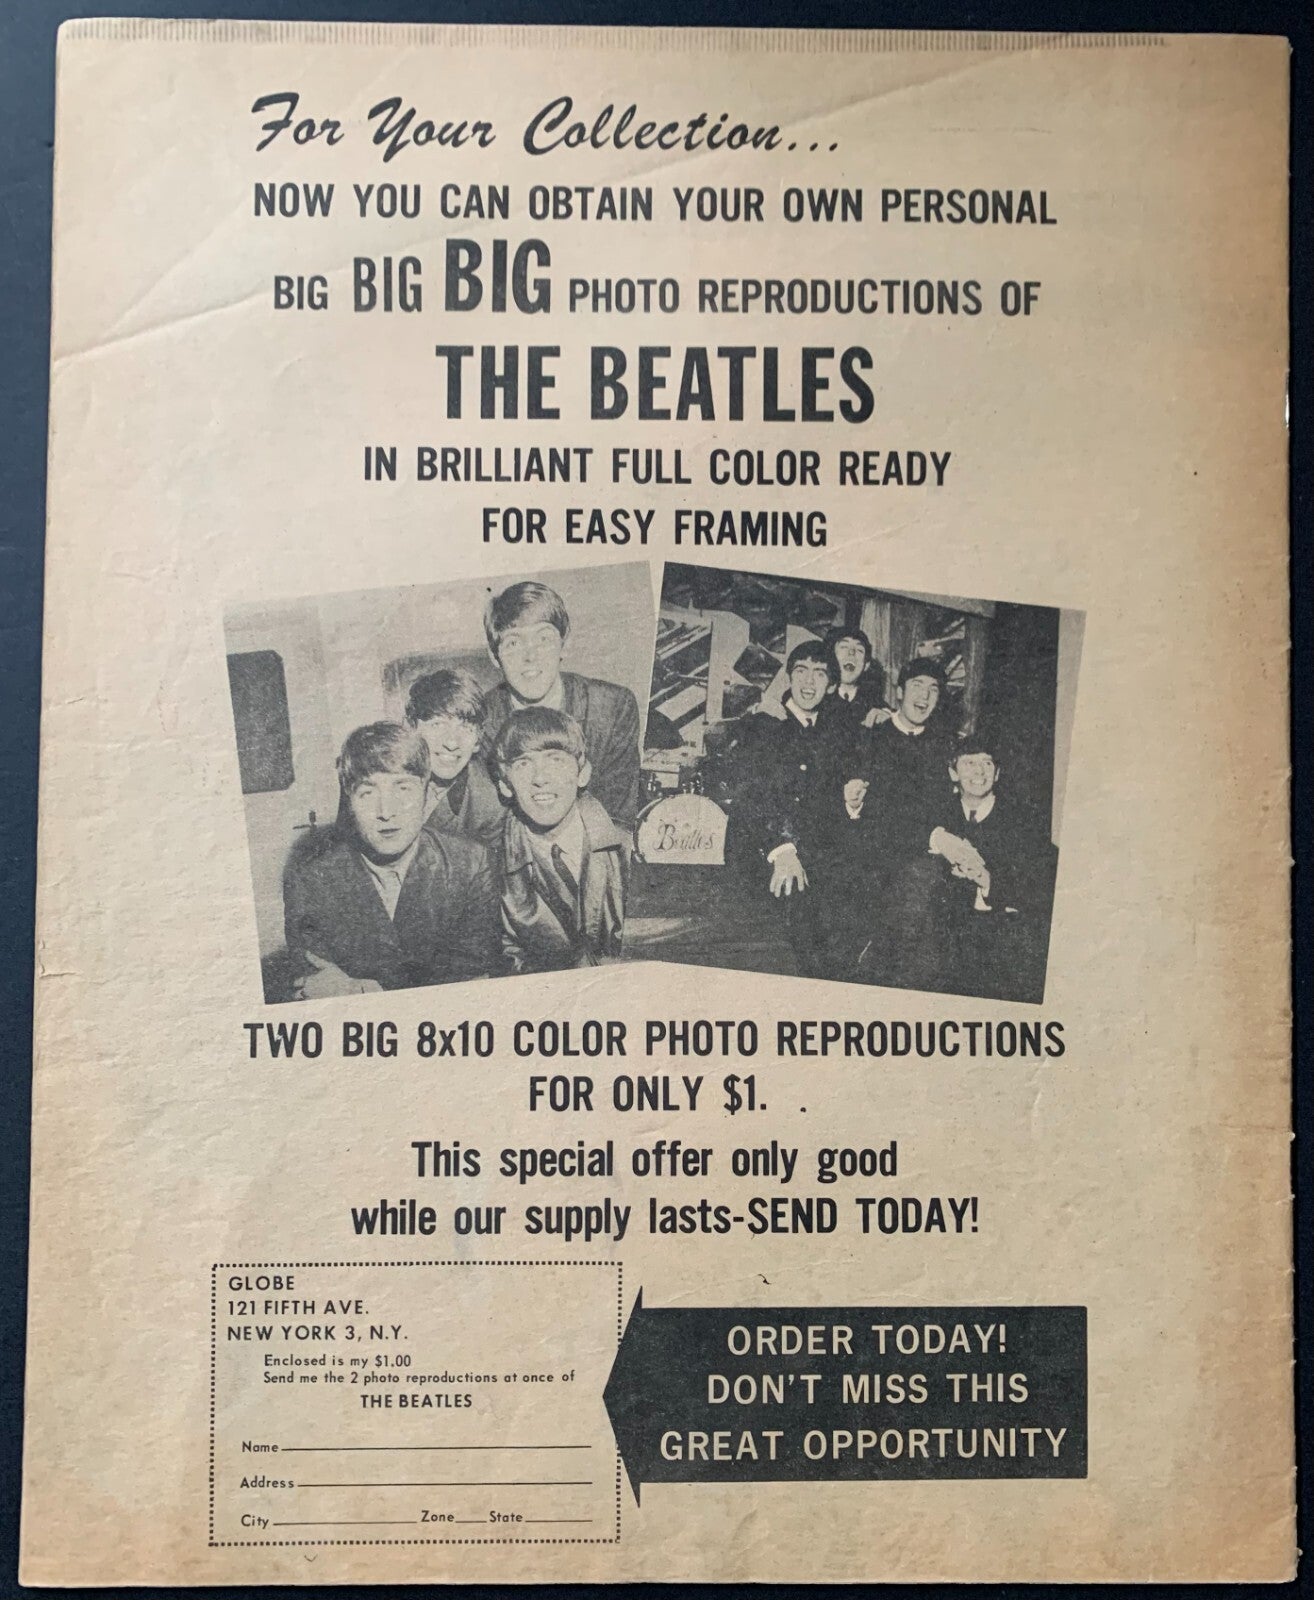 For Your Collection...
NOW YOU CAN OBTAIN YOUR OWN PERSONAL
BIG BIG BIG PHOTO REPRODUCTIONS OF
THE BEATLES
IN BRILLIANT FULL COLOR READY
FOR EASY FRAMING
Beatles
TWO BIG 8x10 COLOR PHOTO REPRODUCTIONS
FOR ONLY $1.
This special offer only good
while our supply lasts-SEND TODAY!
GLOBE
121 FIFTH AVE.
NEW YORK 3, N.Y.
Enclosed is my $1.00
Send me the 2 photo reproductions at once of
THE BEATLES
Name
Address
City Zone State
ORDER TODAY!
DON'T MISS THIS
GREAT OPPORTUNITY